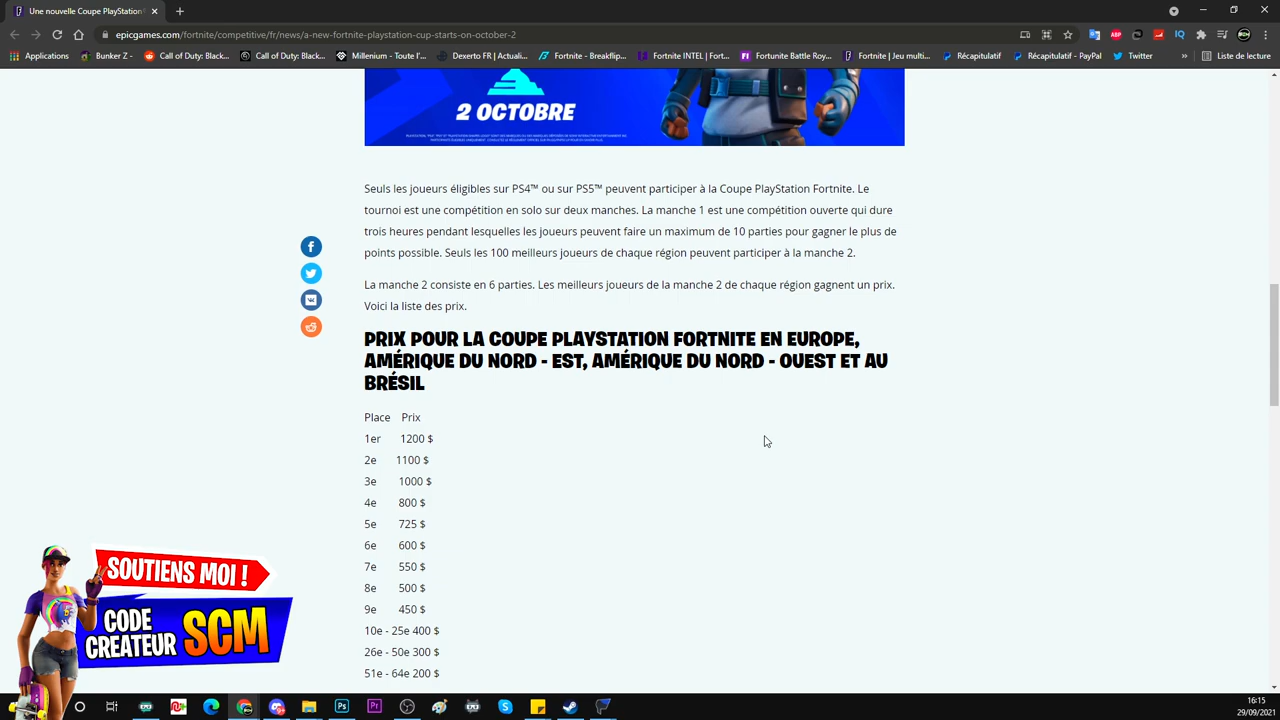 Une nouvelle Coupe PlayStation®
epicgames.com/fortnite/competitive/fr/news/a-new-fortnite-playstation-cup-starts-on-october-2
Applications
Bunker Z -
Call of Duty: Black...
Call of Duty: Black...
Millenium - Toute l'...
Dexerto FR | Actuali...
Fortnite - Breakflip...
Fortnite INTEL | Fort...
Fortunite Battle Roy...
Fortnite | Jeu multi...
Récapitulatif
Récapitulatif - PayPal
Twitter
»
Liste de lecture
2 OCTOBRE
Seuls les joueurs éligibles sur PS4™ ou sur PS5™ peuvent participer à la Coupe PlayStation Fortnite. Le
tournoi est une compétition en solo sur deux manches. La manche 1 est une compétition ouverte qui dure
trois heures pendant lesquelles les joueurs peuvent faire un maximum de 10 parties pour gagner le plus de
points possible. Seuls les 100 meilleurs joueurs de chaque région peuvent participer à la manche 2.
La manche 2 consiste en 6 parties. Les meilleurs joueurs de la manche 2 de chaque région gagnent un prix.
Voici la liste des prix.
PRIX POUR LA COUPE PLAYSTATION FORTNITE EN EUROPE,
AMÉRIQUE DU NORD - EST, AMÉRIQUE DU NORD - OUEST ET AU
BRÉSIL
Place Prix
1er 1200 $
2e 1100 $
3e 1000 $
4e 800 $
5e 725 $
6e 600 $
7e 550 $
8e 500 $
9e 450 $
10e - 25e 400 $
26e - 50e 300 $
51e - 64e 200 $
SOUTIENS MOI !
CODE
CREATEUR SCM
16:15
29/09/2021